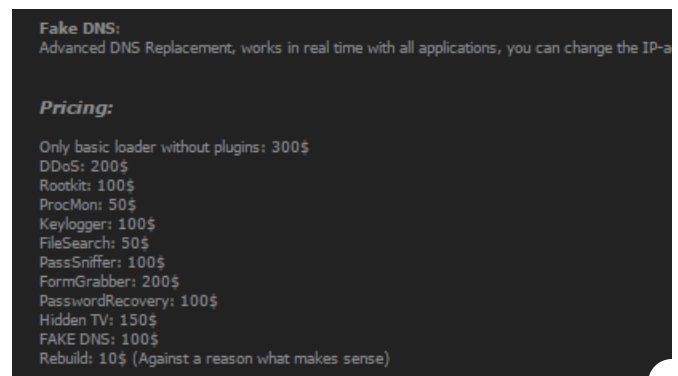 Fake DNS:
Advanced DNS Replacement, works in real time with all applications, you can change the IP-a
Pricing:
Only basic loader without plugins: 300$
DDoS: 200$
Rootkit: 100$
ProcMon: 50$
Keylogger: 100$
FileSearch: 50$
PassSniffer: 100$
FormGrabber: 200$
PasswordRecovery: 100$
Hidden TV: 150$
FAKE DNS: 100$
Rebuild: 10$ (Against a reason what makes sense)